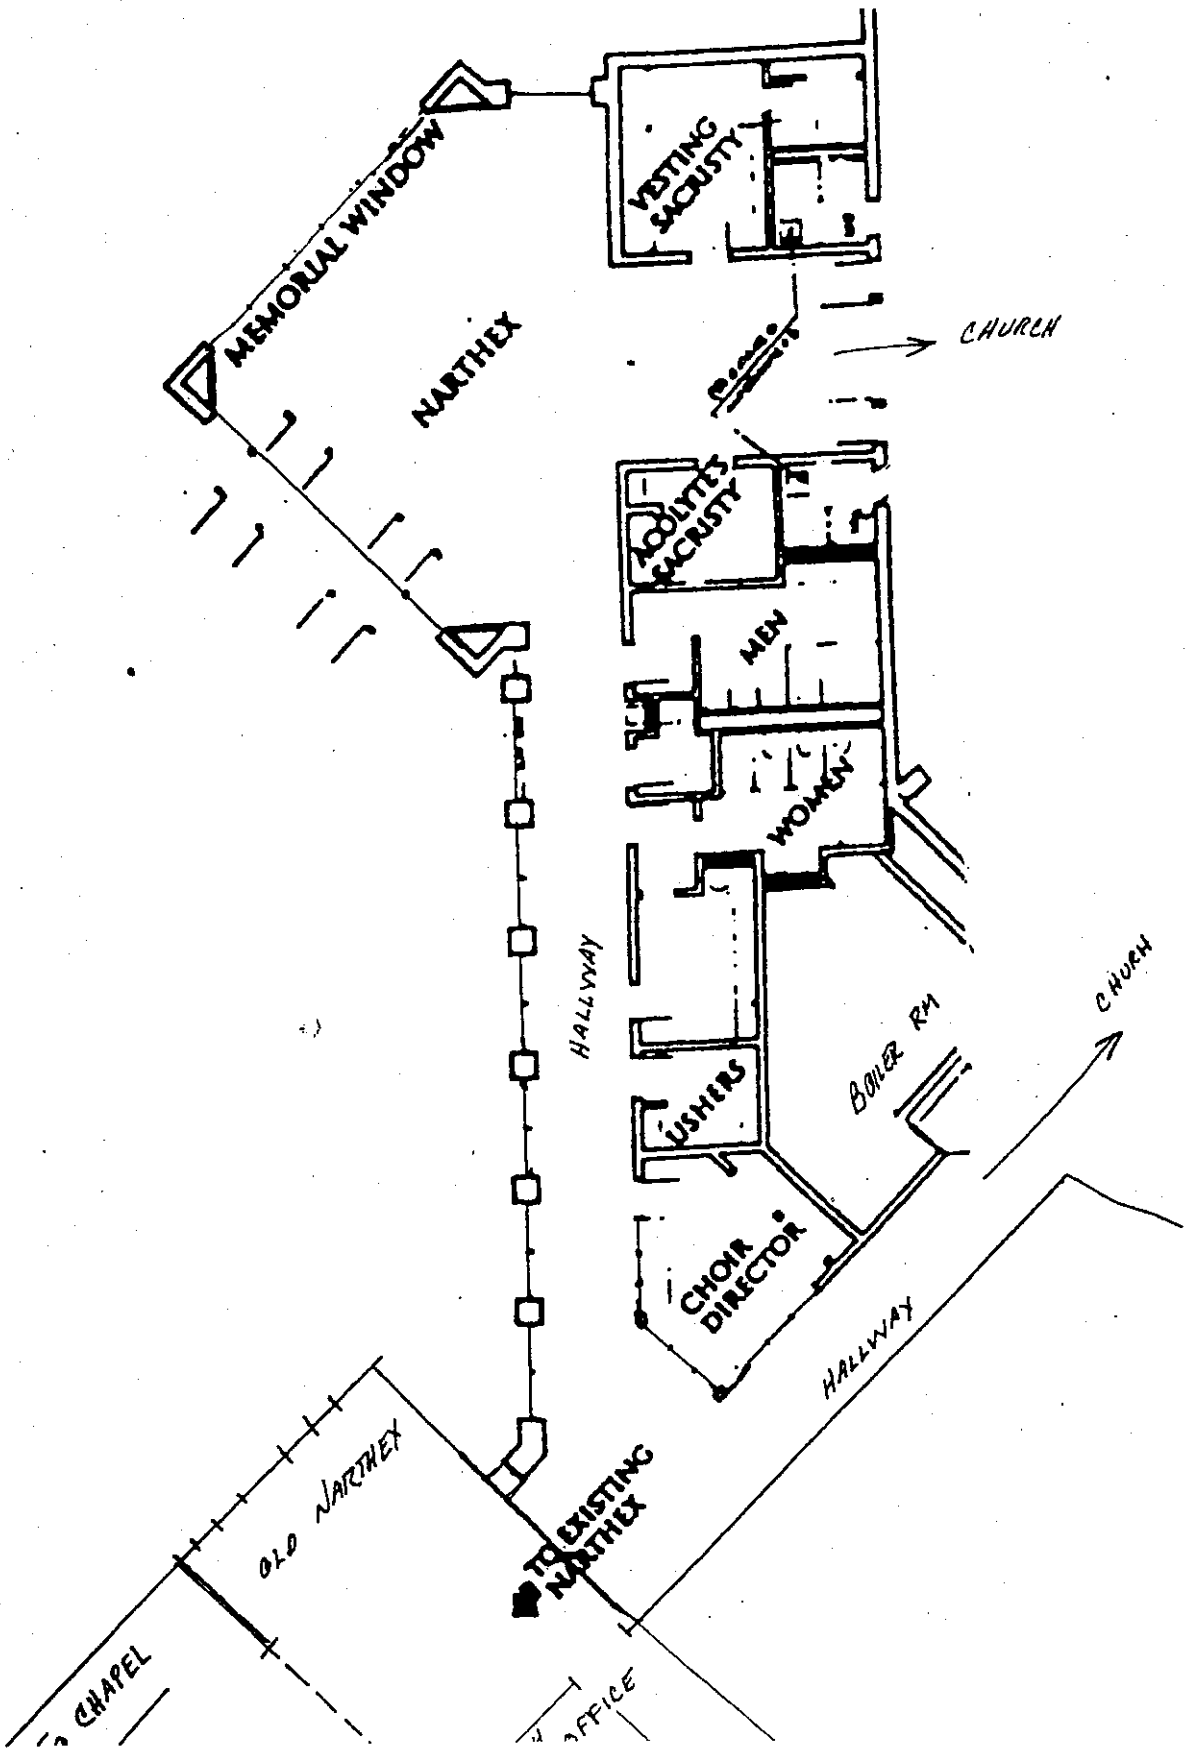 MEMORIAL WINDOW
VESTING
SACRISTY
NARTHEX
CHURCH
ACOLYTES
SACRISTY
MEN
WOMEN
HALLWAY
CHURH
BOILER RM
USHERS
CHOIR
DIRECTOR
HALLWAY
OLD NARTHEX
TO EXISTING
NARTHEX
CHAPEL
OFFICE